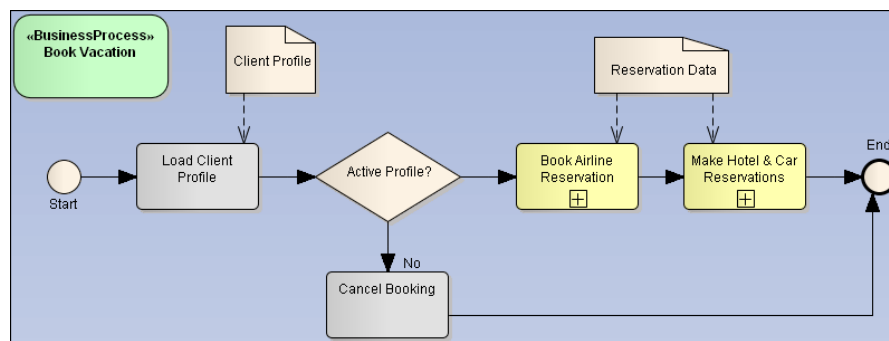 «BusinessProcess»
Book Vacation
Client Profile
Reservation Data
Load Client
Profile
Active Profile?
Book Airline
Reservation
Make Hotel & Car
Reservations
End
Start
No
Cancel Booking